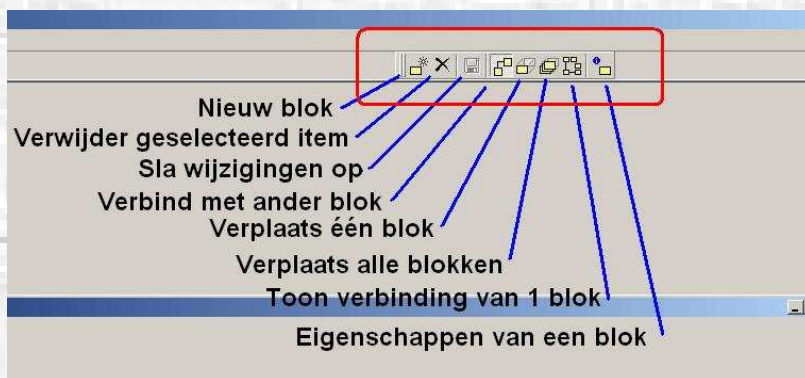 Nieuw blok
Verwijder geselecteerd item
Sla wijzigingen op
Verbind met ander blok
Verplaats één blok
Verplaats alle blokken
Toon verbinding van 1 blok
Eigenschappen van een blok